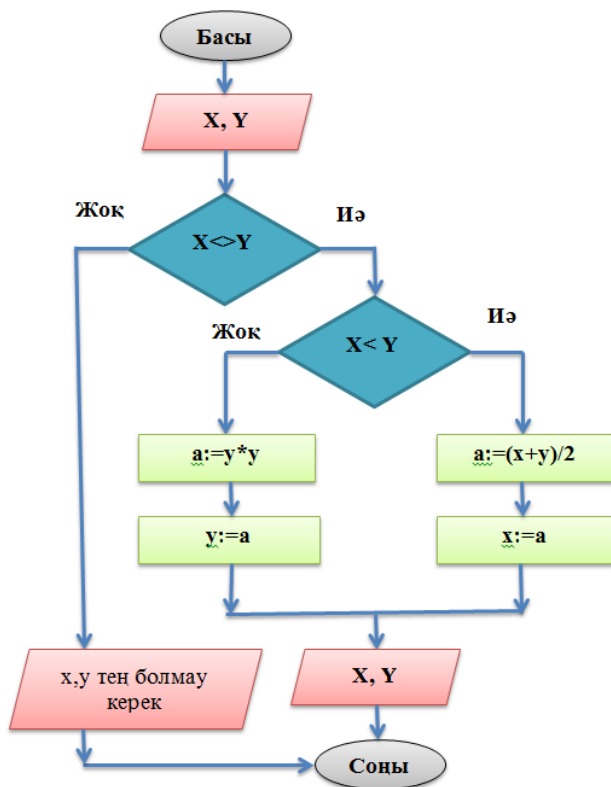 Басы
X, Y
Жоқ
Иә
X<>Y
Жоқ
Иә
X< Y
a:=y*y
a:=(x+y)/2
y:=a
x:=a
х,у тең болмау
керек
X, Y
Соңы